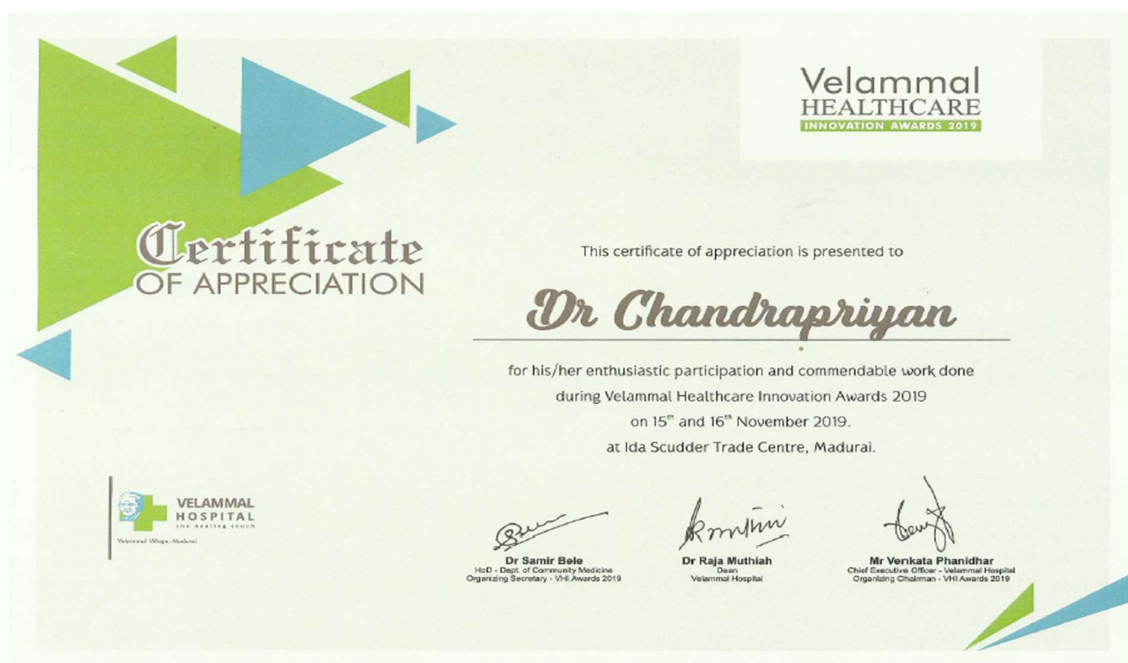 Velammal
HEALTHCARE
INNOVATION AWARDS 2019
Certificate
OF APPRECIATION
This certificate of appreciation is presented to
Dr Chandrapriyan
for his/her enthusiastic participation and commendable work done
during Velammal Healthcare Innovation Awards 2019
on 15th and 16th November 2019.
at Ida Scudder Trade Centre, Madurai.
VELAMMAL
HOSPITAL
the healing touch
Velammal Village, Madurai
Dr Samir Bele
HoD - Dept. of Community Medicine
Organizing Secretary - VHI Awards 2019
Dr Raja Muthiah
Dean
Velammal Hospital
Mr Venkata Phanidhar
Chief Executive Officer - Velammal Hospital
Organizing Chairman - VHI Awards 2019